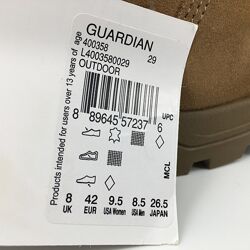 GUARDIAN
400358 29
L4003580029
OUTDOOR
8 89645 57237 6
UPC
MCL
8 42 9.5 8.5 26.5
UK EUR USA Women USA Men JAPAN
Products intended for users over 13 years of age